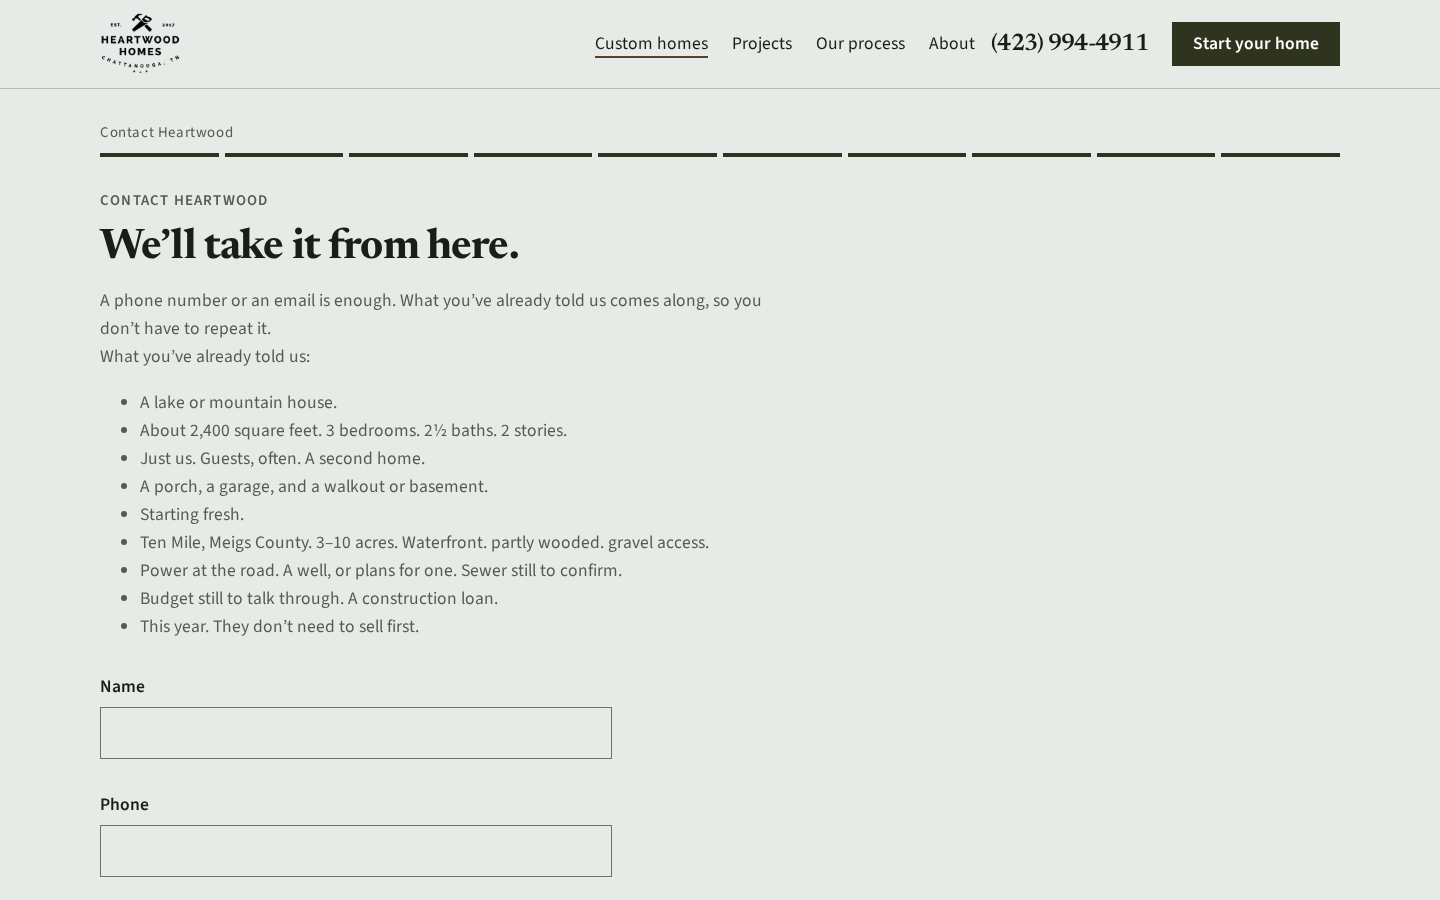 EST. 2017
HEARTWOOD
HOMES
CHATTANOOGA, TN
Custom homes
Projects
Our process
About
(423) 994-4911
Start your home
Contact Heartwood
CONTACT HEARTWOOD
We’ll take it from here.
A phone number or an email is enough. What you’ve already told us comes along, so you
don’t have to repeat it.
What you’ve already told us:
A lake or mountain house.
About 2,400 square feet. 3 bedrooms. 2½ baths. 2 stories.
Just us. Guests, often. A second home.
A porch, a garage, and a walkout or basement.
Starting fresh.
Ten Mile, Meigs County. 3–10 acres. Waterfront. partly wooded. gravel access.
Power at the road. A well, or plans for one. Sewer still to confirm.
Budget still to talk through. A construction loan.
This year. They don’t need to sell first.
Name
Phone